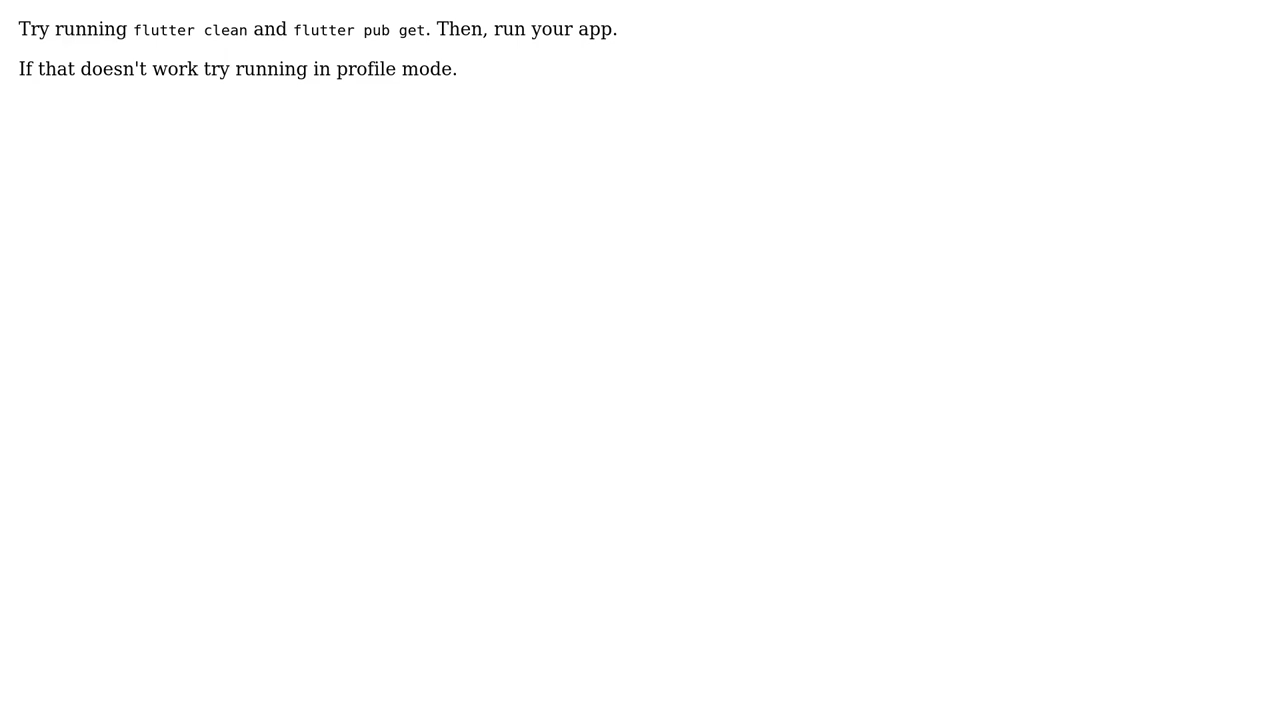 Try running flutter clean and flutter pub get. Then, run your app.
If that doesn't work try running in profile mode.